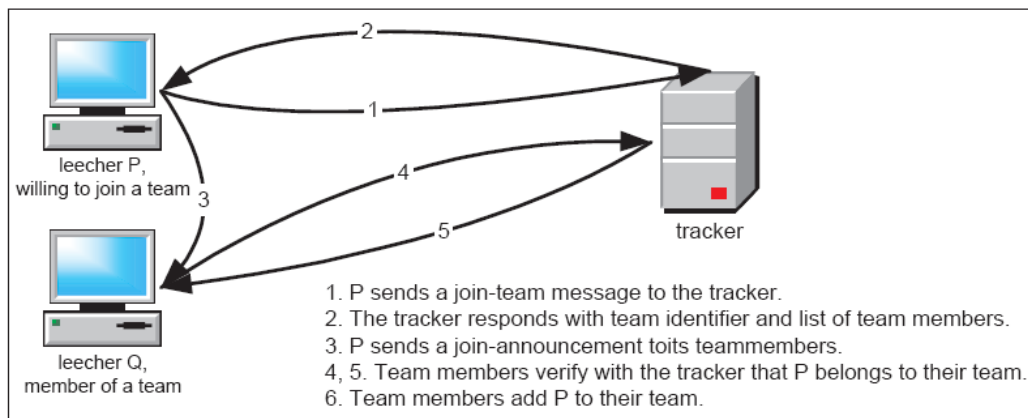 2
1
leecher P,
willing to join a team
3
4
5
tracker
leecher Q,
member of a team
1. P sends a join-team message to the tracker.
2. The tracker responds with team identifier and list of team members.
3. P sends a join-announcement toits teammembers.
4, 5. Team members verify with the tracker that P belongs to their team.
6. Team members add P to their team.